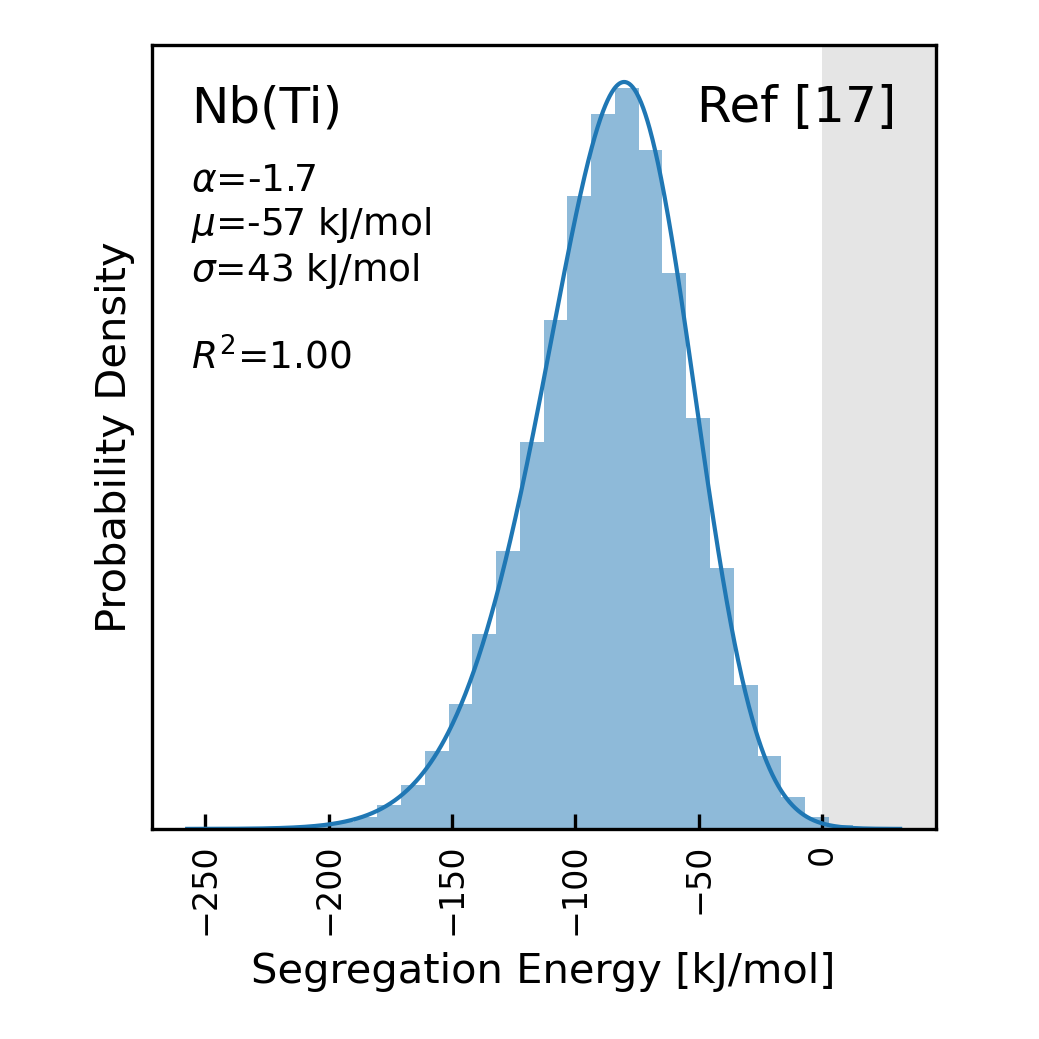 Nb(Ti)
Ref [17]
α=-1.7
μ=-57 kJ/mol
σ=43 kJ/mol
R²=1.00
Probability Density
−250
−200
−150
−100
−50
0
Segregation Energy [kJ/mol]